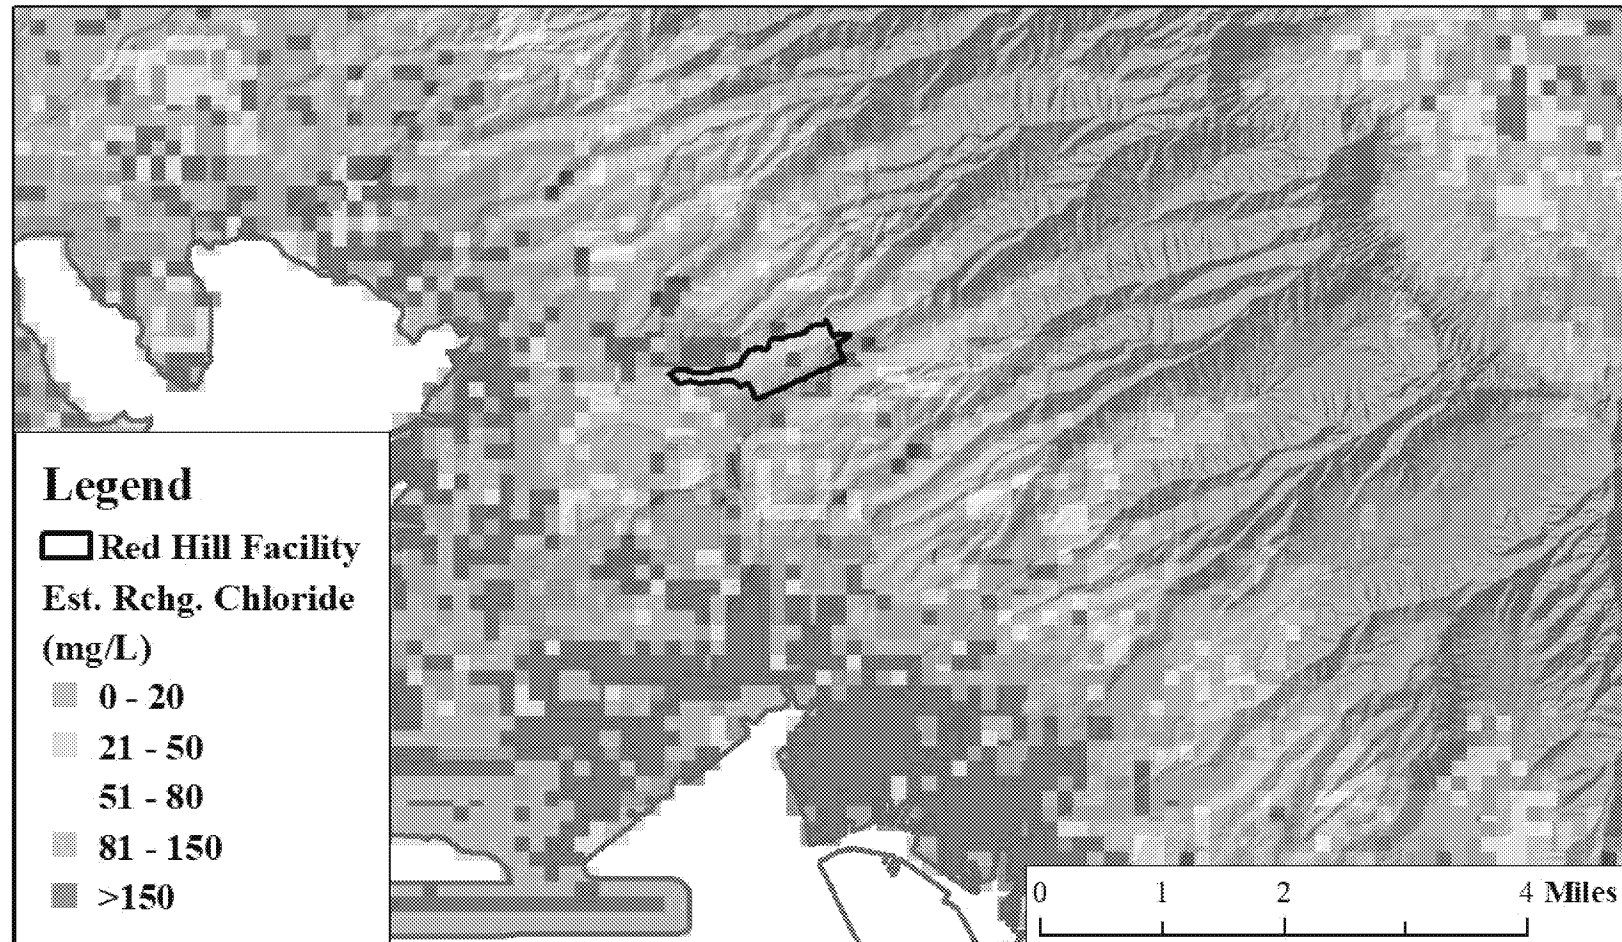 Legend
Red Hill Facility
Est. Rchg. Chloride
(mg/L)
0 - 20
21 - 50
51 - 80
81 - 150
>150
0 1 2 4 Miles